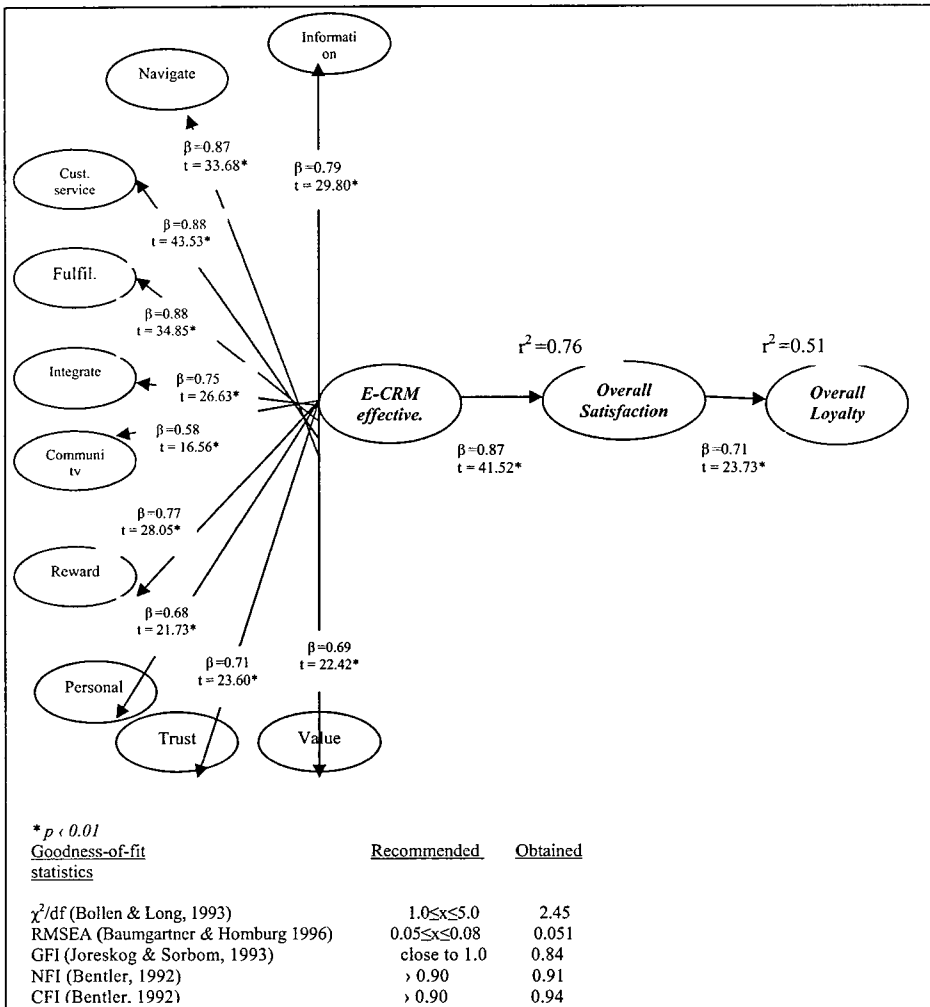 Informati
on
Navigate
β=0.87
t = 33.68*
β=0.79
t = 29.80*
Cust.
service
β=0.88
t = 43.53*
Fulfil.
β=0.88
t = 34.85*
r²=0.76
r²=0.51
Integrate
β=0.75
t = 26.63*
E-CRM
effective.
Overall
Satisfaction
Overall
Loyalty
β=0.58
t = 16.56*
Communi
tv
β=0.87
t = 41.52*
β=0.71
t = 23.73*
β=0.77
t = 28.05*
Reward
β=0.68
t = 21.73*
β=0.71
t = 23.60*
β=0.69
t = 22.42*
Personal
Trust
Value
* p ‹ 0.01
Goodness-of-fit Recommended Obtained
statistics
χ²/df (Bollen & Long, 1993) 1.0≤x≤5.0 2.45
RMSEA (Baumgartner & Homburg 1996) 0.05≤x≤0.08 0.051
GFI (Joreskog & Sorbom, 1993) close to 1.0 0.84
NFI (Bentler, 1992) › 0.90 0.91
CFI (Bentler, 1992) › 0.90 0.94